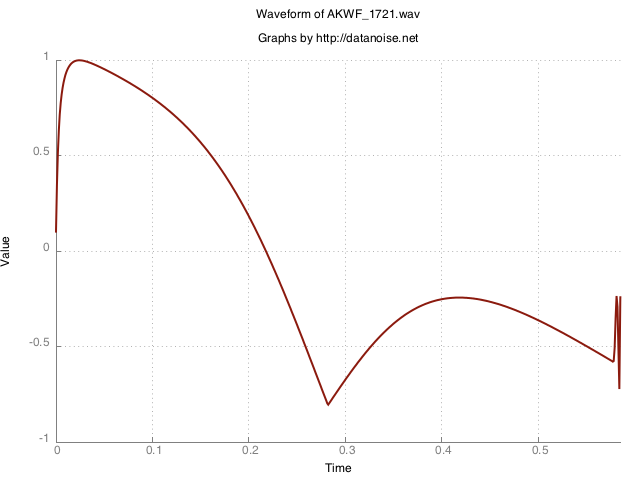 Waveform of AKWF_1721.wav
Graphs by http://datanoise.net
1
0.5
0
-0.5
-1
Value
0 0.1 0.2 0.3 0.4 0.5
Time